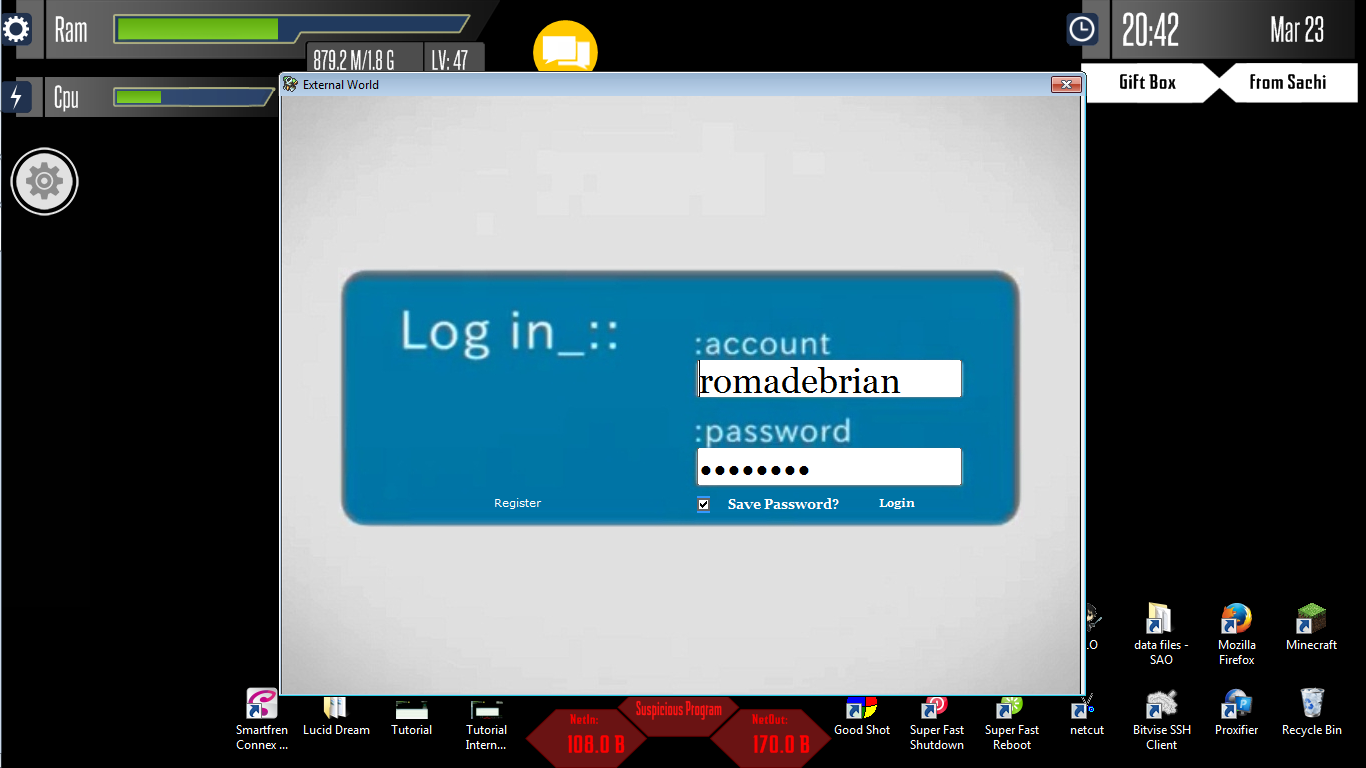 Ram
879.2 M/1.8 G
LV: 47
20:42
Mar 23
Cpu
Gift Box
From Sachi
External World
Log in_::
:account
romadebrian
:password
••••••••
Register
Save Password?
Login
data files - SAO
Mozilla Firefox
Minecraft
Smartfren Connex ...
Lucid Dream
Tutorial
Tutorial Intern...
NetIn:
108.0 B
Suspicious Program
NetOut:
170.0 B
Good Shot
Super Fast Shutdown
Super Fast Reboot
netcut
Bitvise SSH Client
Proxifier
Recycle Bin